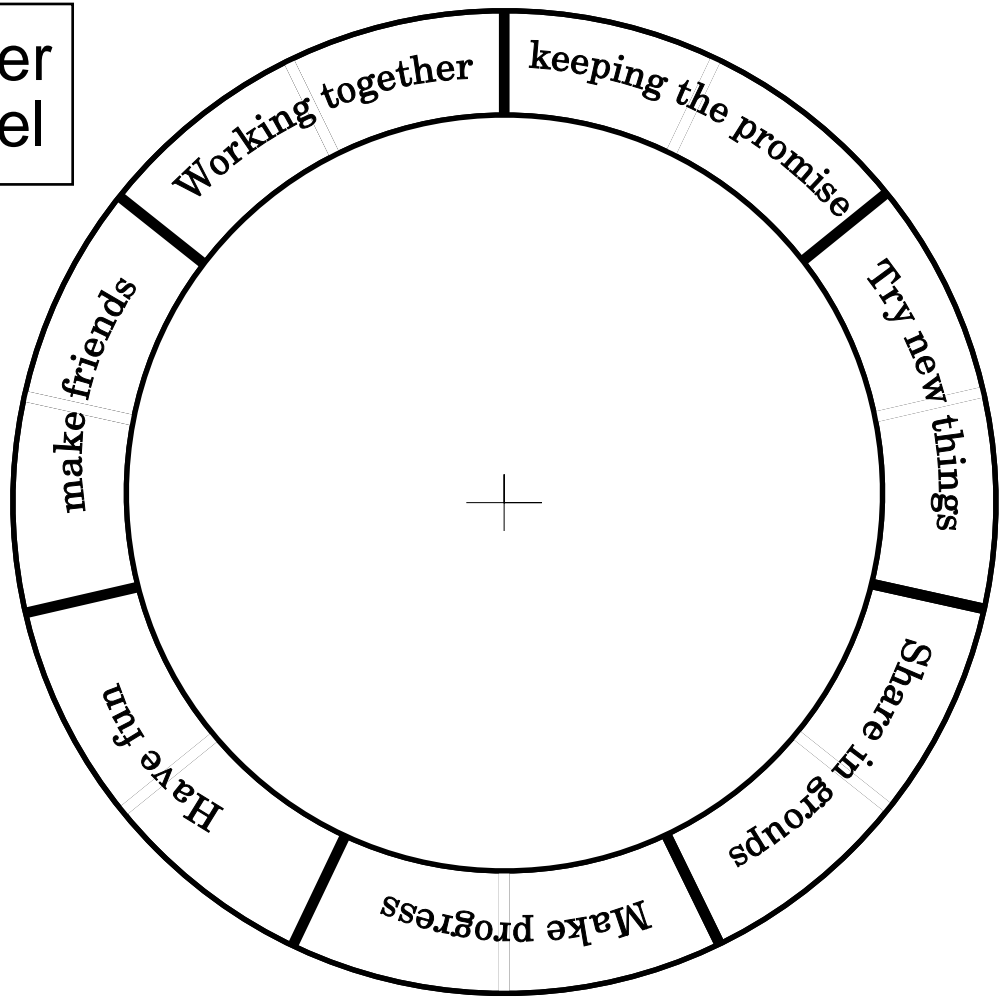 er
el
keeping the promise
Try new things
Share in groups
Make progress
Have fun
make friends
Working together